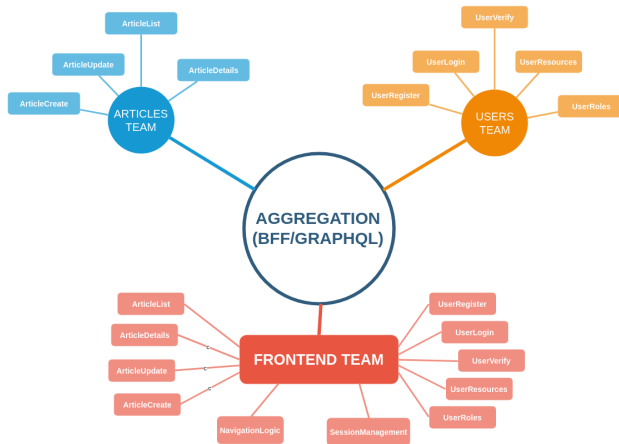 ArticleList
ArticleUpdate
ArticleDetails
ArticleCreate
ARTICLES
TEAM
UserVerify
UserLogin
UserResources
UserRegister
UserRoles
USERS
TEAM
AGGREGATION
(BFF/GRAPHQL)
ArticleList
ArticleDetails
ArticleUpdate
ArticleCreate
c
c
c
FRONTEND TEAM
UserRegister
UserLogin
UserVerify
UserResources
UserRoles
NavigationLogic
SessionManagement